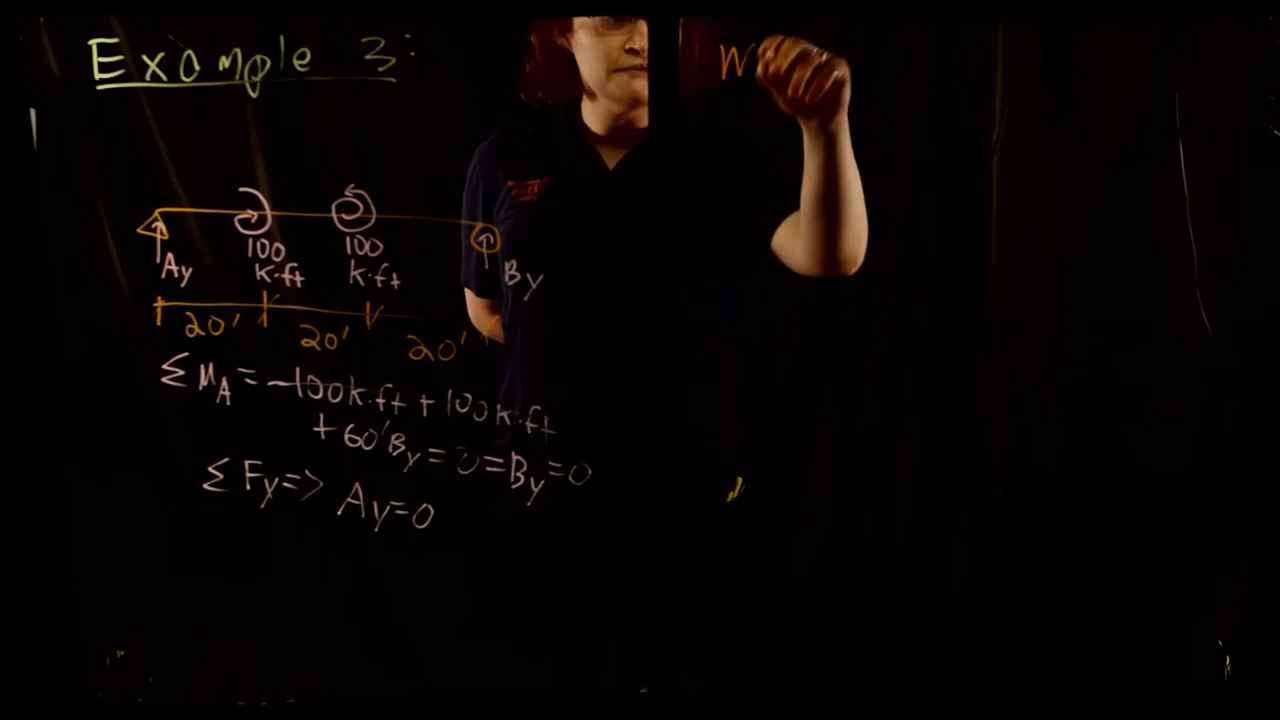 Example 3:
W
100 100
k.ft k.ft
Ay By
20' 20' 20'
ΣMA = -100k.ft + 100k.ft
+ 60'By = 0 = By = 0
ΣFy => Ay = 0